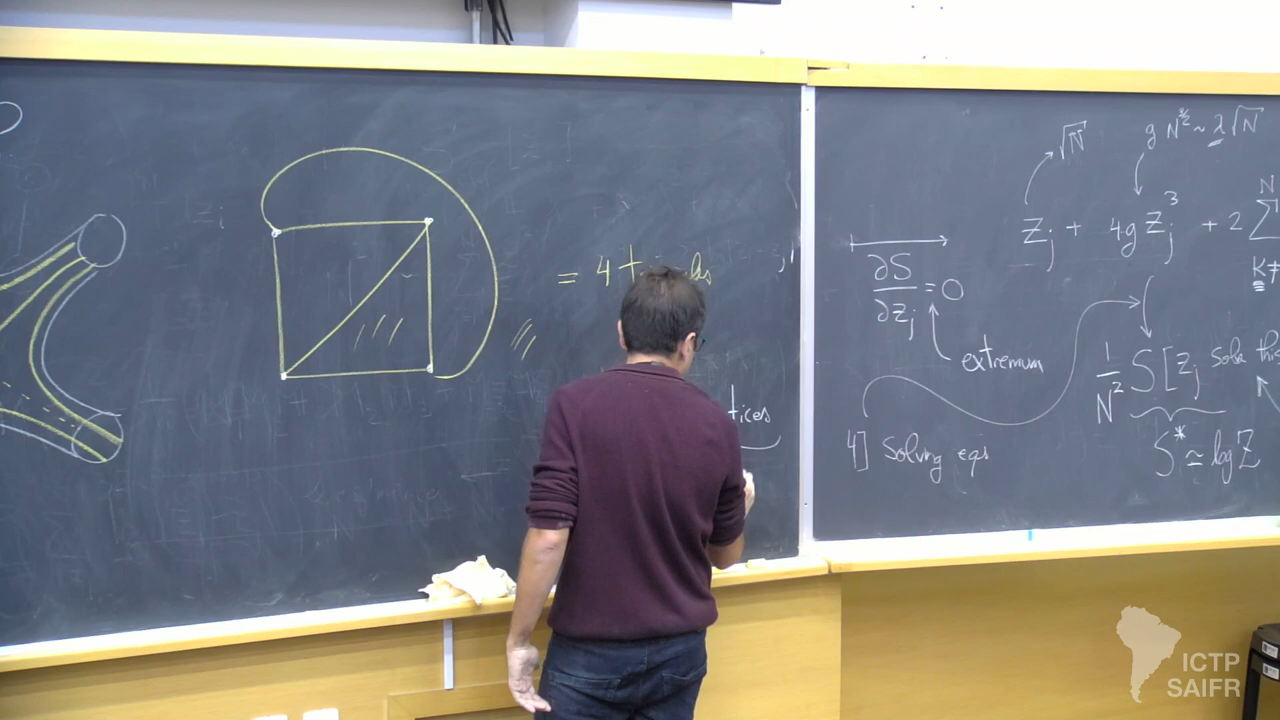 = 4
tices
√N
g N^{3/2} ~ λ√N
Z_j + 4g Z_j^3 + 2 Σ
N
K≠
∂S/∂z_j = 0
extremum
1/N^2 S[z_j
solve this
S* ≃ log Z
4] Solving eqs
ICTP
SAIFR